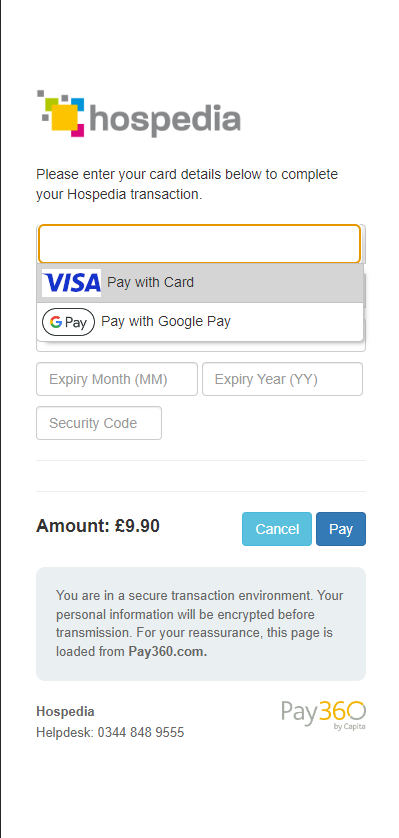 hospedia
Please enter your card details below to complete
your Hospedia transaction.
VISA Pay with Card
G Pay Pay with Google Pay
Expiry Month (MM) Expiry Year (YY)
Security Code
Amount: £9.90 Cancel Pay
You are in a secure transaction environment. Your
personal information will be encrypted before
transmission. For your reassurance, this page is
loaded from Pay360.com.
Hospedia
Helpdesk: 0344 848 9555
Pay360
by Capita